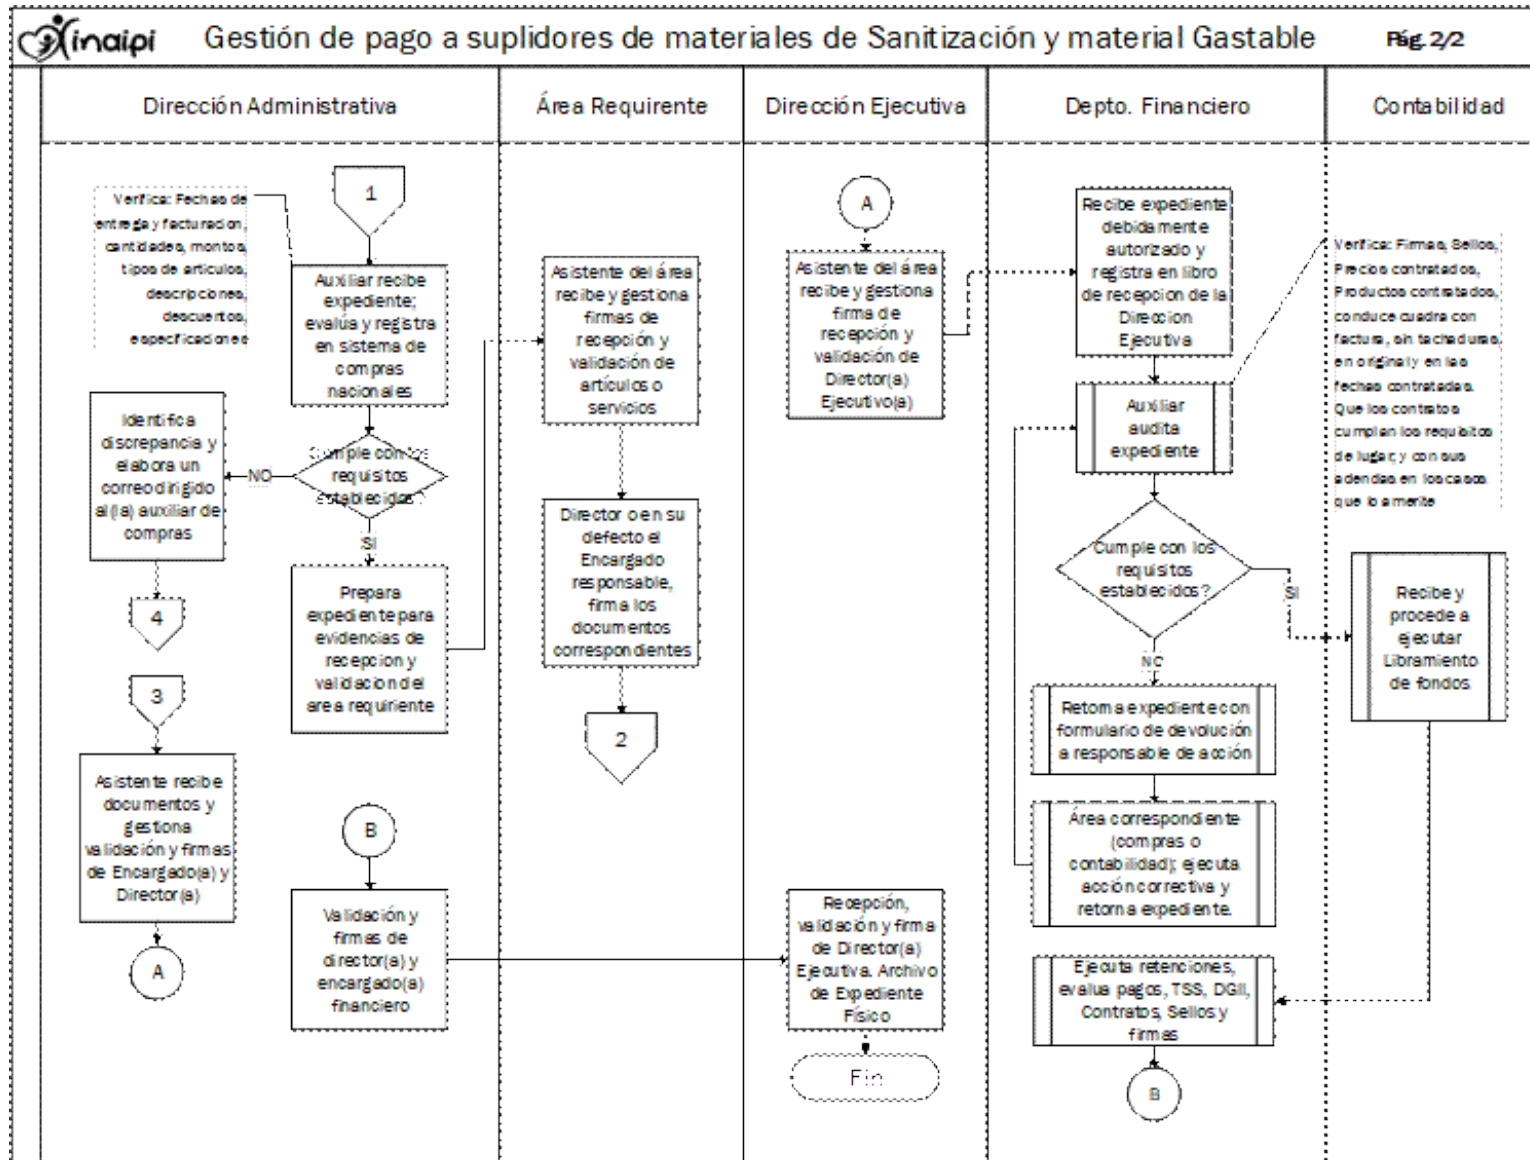 inaipi
Gestión de pago a suplidores de materiales de Sanitización y material Gastable
Pág. 2/2
Dirección Administrativa
Área Requirente
Dirección Ejecutiva
Depto. Financiero
Contabilidad
Verifica: Fechas de
entrega y facturacion,
cantidades, montos,
tipos de articulos,
descripciones,
descuentos,
especificaciones
1
Auxiliar recibe
expediente;
evalúa y registra
en sistema de
compras
nacionales
Cumple con los
requisitos
establecidos?
NO
SI
Identifica
discrepancia y
elabora un
correo dirigido
al(la) auxiliar de
compras
4
Prepara
expediente para
evidencias de
recepcion y
validacion del
area requiriente
3
Asistente recibe
documentos y
gestiona
validación y firmas
de Encargado(a) y
Director(a)
A
B
Validación y
firmas de
director(a) y
encargado(a)
financiero
Asistente del área
recibe y gestiona
firmas de
recepción y
validación de
artículos o
servicios
Director o en su
defecto el
Encargado
responsable,
firma los
documentos
correspondientes
2
A
Asistente del área
recibe y gestiona
firma de
recepción y
validación de
Director(a)
Ejecutivo(a)
Recepción,
validación y firma
de Director(a)
Ejecutiva. Archivo
de Expediente
Físico
Fin
Recibe expediente
debidamente
autorizado y
registra en libro
de recepcion de la
Direccion
Ejecutiva
Auxiliar
audita
expediente
Cumple con los
requisitos
establecidos?
SI
NO
Retorna expediente con
formulario de devolución
a responsable de acción
Área correspondiente
(compras o
contabilidad); ejecuta
acción correctiva y
retorna expediente.
Ejecuta retenciones,
evalua pagos, TSS, DGII,
Contratos, Sellos y
firmas
B
Verifica: Firmas, Sellos,
Precios contratados,
Productos contratados,
conduce cuadra con
factura, sin tachaduras,
en original y en las
fechas contratadas.
Que los contratos
cumplan los requisitos
de lugar; y con sus
adendas en los casos
que lo amerite
Recibe y
procede a
ejecutar
Libramiento
de fondos